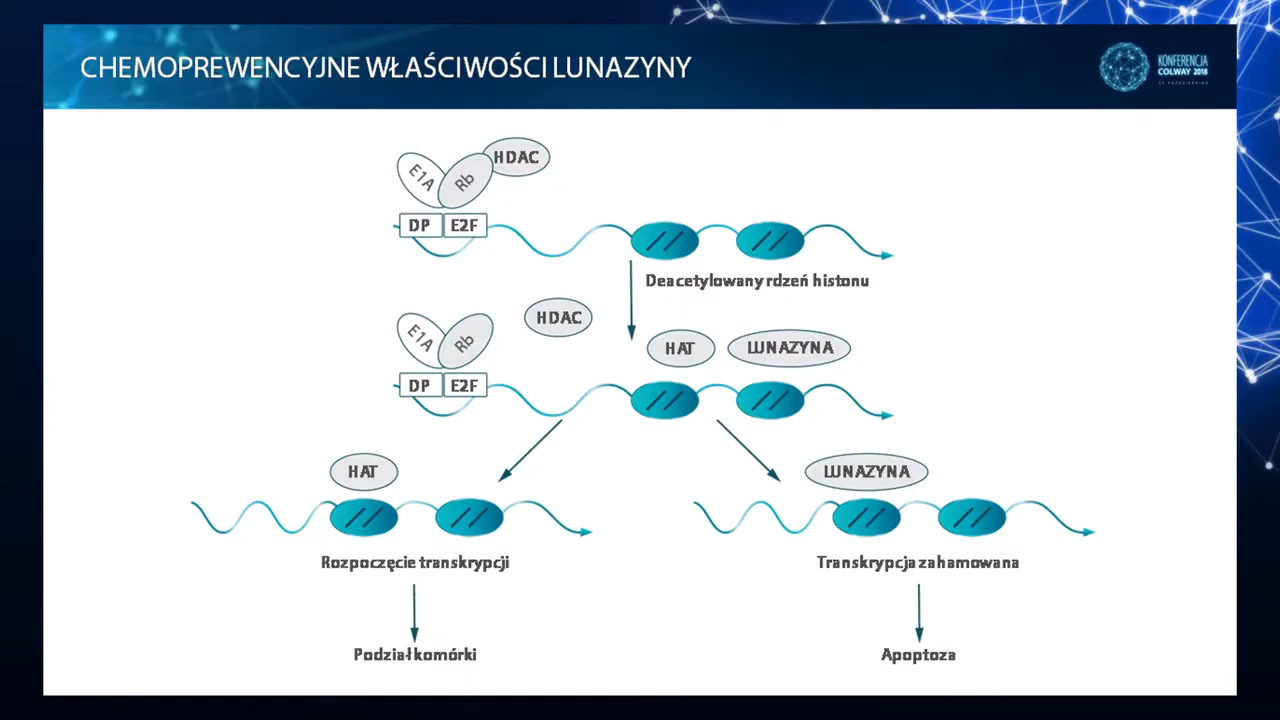 CHEMOPREWENCYJNE WŁAŚCIWOŚCI LUNAZYNY
KONFERENCJA
COLWAY 2018
HDAC
E1A
Rb
DP
E2F
Deacetylowany rdzeń histonu
E1A
Rb
HDAC
HAT
LUNAZYNA
DP
E2F
HAT
LUNAZYNA
Rozpoczęcie transkrypcji
Transkrypcja zahamowana
Podział komórki
Apoptoza